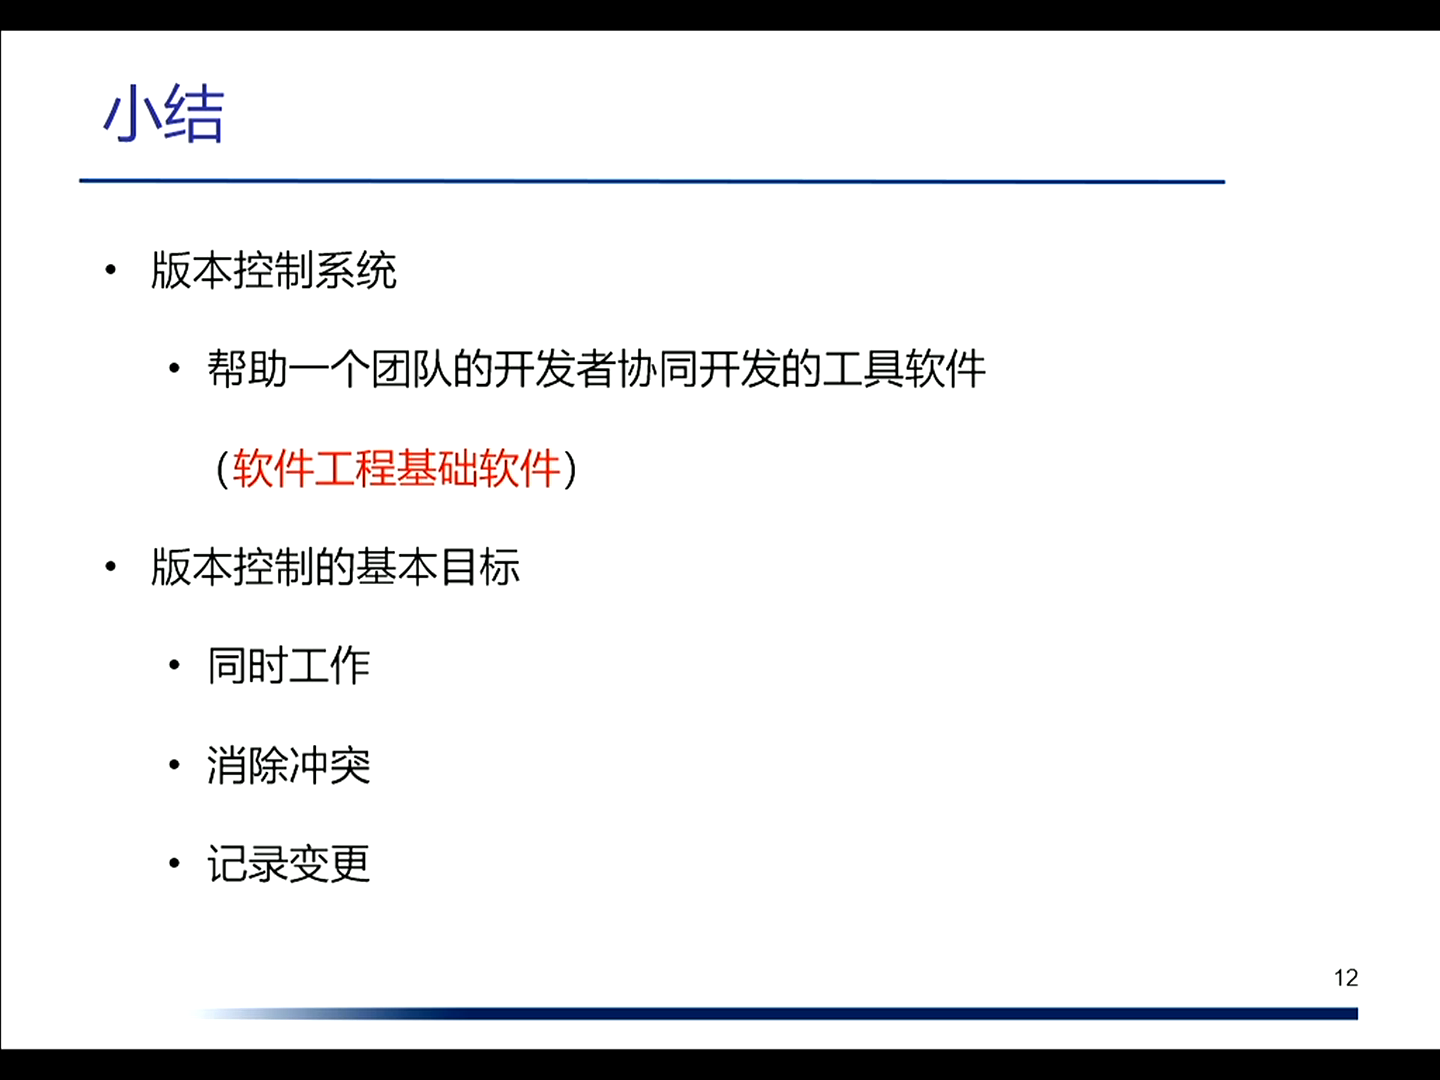 小结
• 版本控制系统
• 帮助一个团队的开发者协同开发的工具软件
（软件工程基础软件）
• 版本控制的基本目标
• 同时工作
• 消除冲突
• 记录变更
12